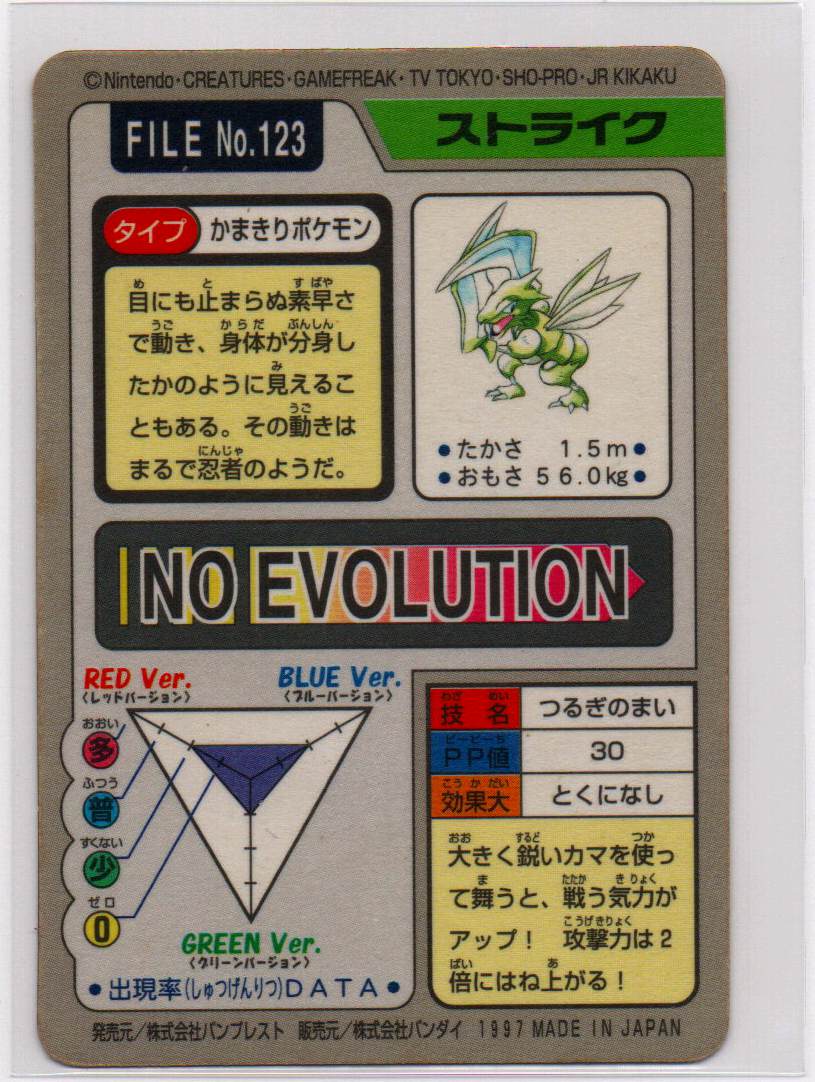 ©Nintendo・CREATURES・GAMEFREAK・TV TOKYO・SHO-PRO・JR KIKAKU
FILE No.123
ストライク
タイプ かまきりポケモン
目にも止まらぬ素早さ
で動き、身体が分身し
たかのように見えるこ
ともある。その動きは
まるで忍者のようだ。
●たかさ 1.5m●
●おもさ 56.0kg●
NO EVOLUTION
RED Ver.
〈レッドバージョン〉
BLUE Ver.
〈ブルーバージョン〉
おおい
多
ふつう
普
すくない
少
ゼロ
0
GREEN Ver.
〈グリーンバージョン〉
●出現率(しゅつげんりつ)DATA●
技名 つるぎのまい
PP値 30
効果大 とくになし
大きく鋭いカマを使っ
て舞うと、戦う気力が
アップ! 攻撃力は2
倍にはね上がる!
発売元/株式会社バンプレスト 販売元/株式会社バンダイ 1997 MADE IN JAPAN